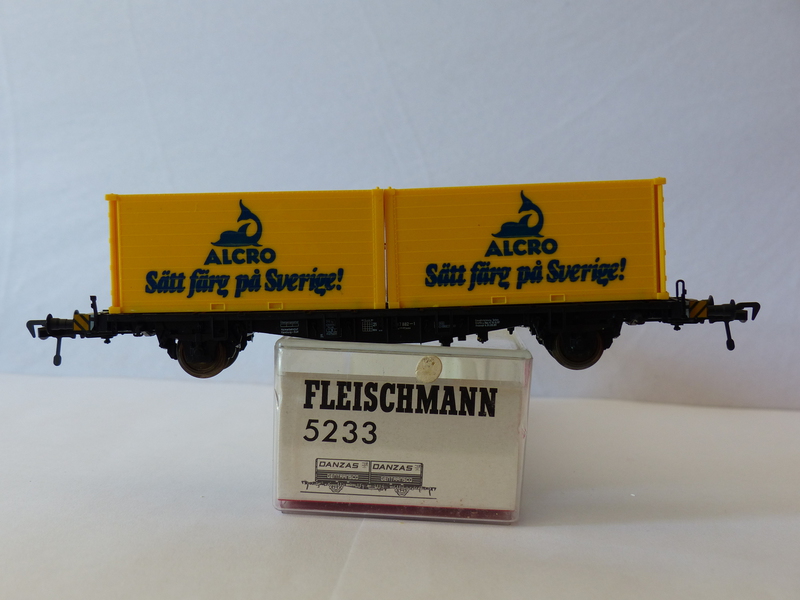 ALCRO
Sätt färg på Sverige!
ALCRO
Sätt färg på Sverige!
FLEISCHMANN
5233
DANZAS DANZAS